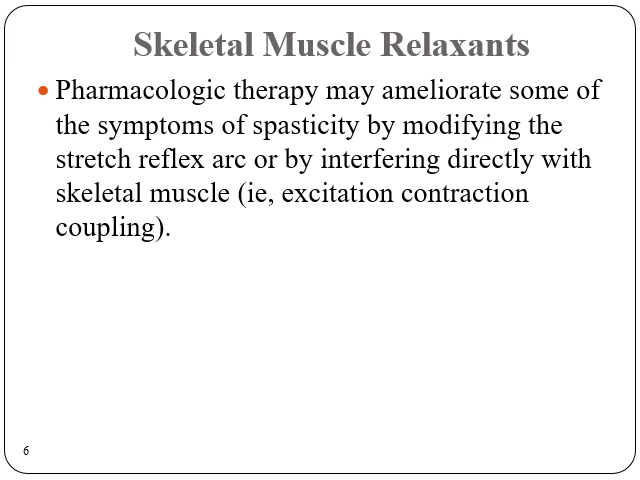 Skeletal Muscle Relaxants
• Pharmacologic therapy may ameliorate some of
the symptoms of spasticity by modifying the
stretch reflex arc or by interfering directly with
skeletal muscle (ie, excitation contraction
coupling).
6